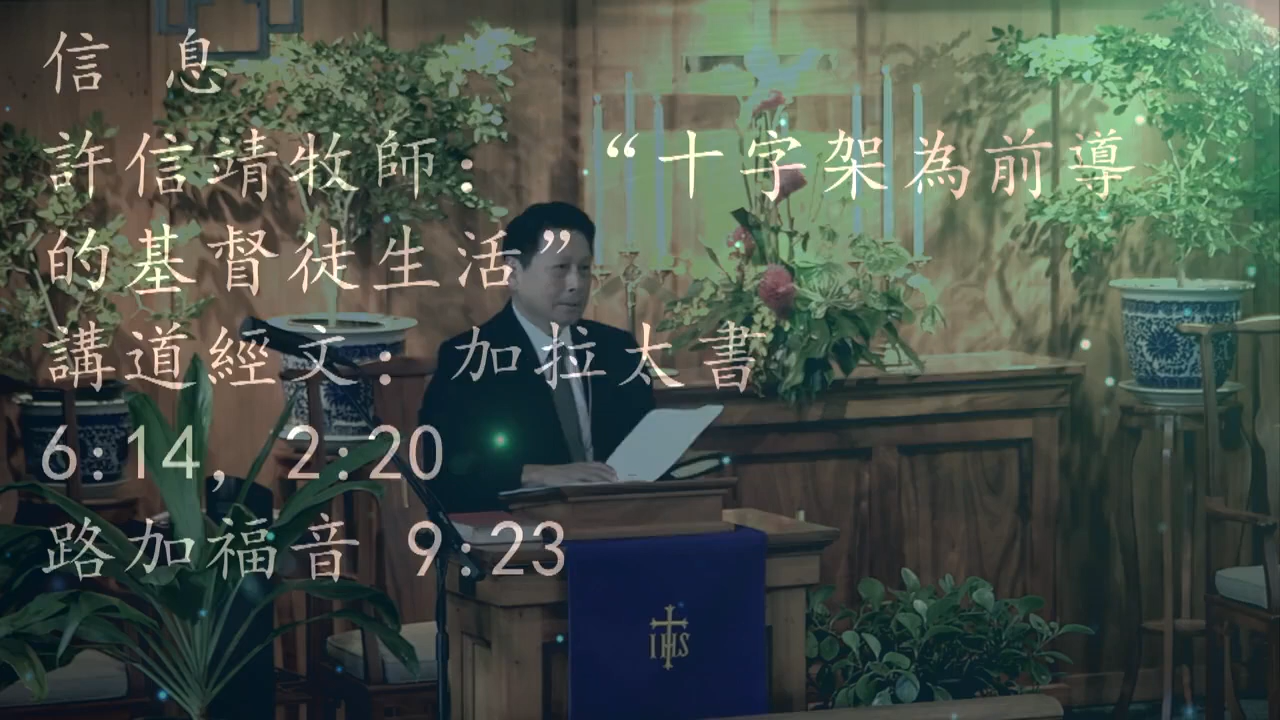 信 息
許信靖牧師： “十字架為前導
的基督徒生活”
講道經文：加拉太書
6:14, 2:20
路加福音 9:23
IHS